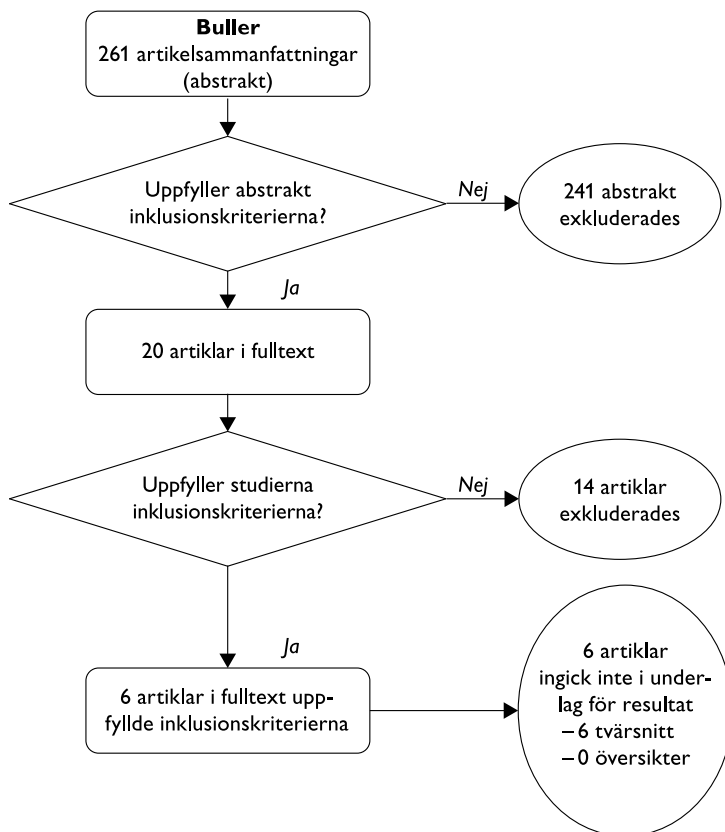 Buller
261 artikelsammanfattningar
(abstrakt)
Uppfyller abstrakt
inklusionskriterierna?
Nej
241 abstrakt
exkluderades
Ja
20 artiklar i fulltext
Uppfyller studierna
inklusionskriterierna?
Nej
14 artiklar
exkluderades
Ja
6 artiklar i fulltext upp-
fyllde inklusionskriterierna
6 artiklar
ingick inte i under-
lag för resultat
–6 tvärsnitt
–0 översikter